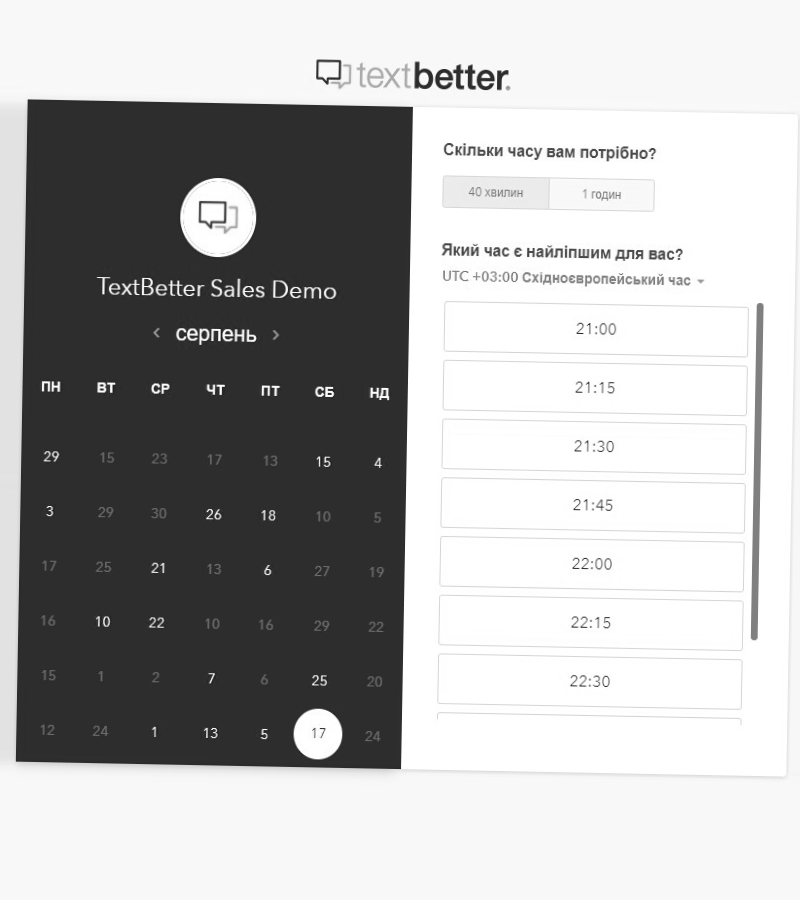 textbetter.
TextBetter Sales Demo
серпень
ПН ВТ СР ЧТ ПТ СБ НД
29 15 23 17 13 15 4
3 29 30 26 18 10 5
17 25 21 13 6 27 19
16 10 22 10 16 29 22
15 1 2 7 6 25 20
12 24 1 13 5 17 24
Скільки часу вам потрібно?
40 хвилин 1 годин
Який час є найліпшим для вас?
UTC +03:00 Східноєвропейський час
21:00
21:15
21:30
21:45
22:00
22:15
22:30